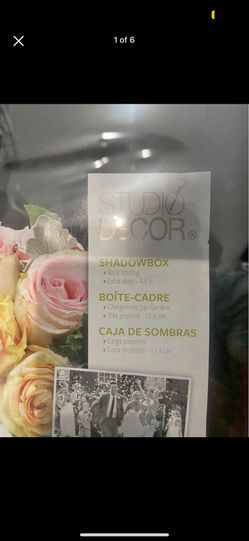 1 of 6
STUDIO
DECOR®
SHADOWBOX
• Back loading
• Extra deep - 4.5 in
BOÎTE-CADRE
• Chargement par l'arrière
• Très profond - 11,4 cm
CAJA DE SOMBRAS
• Carga posterior
• Extra profundo - 11,4 cm